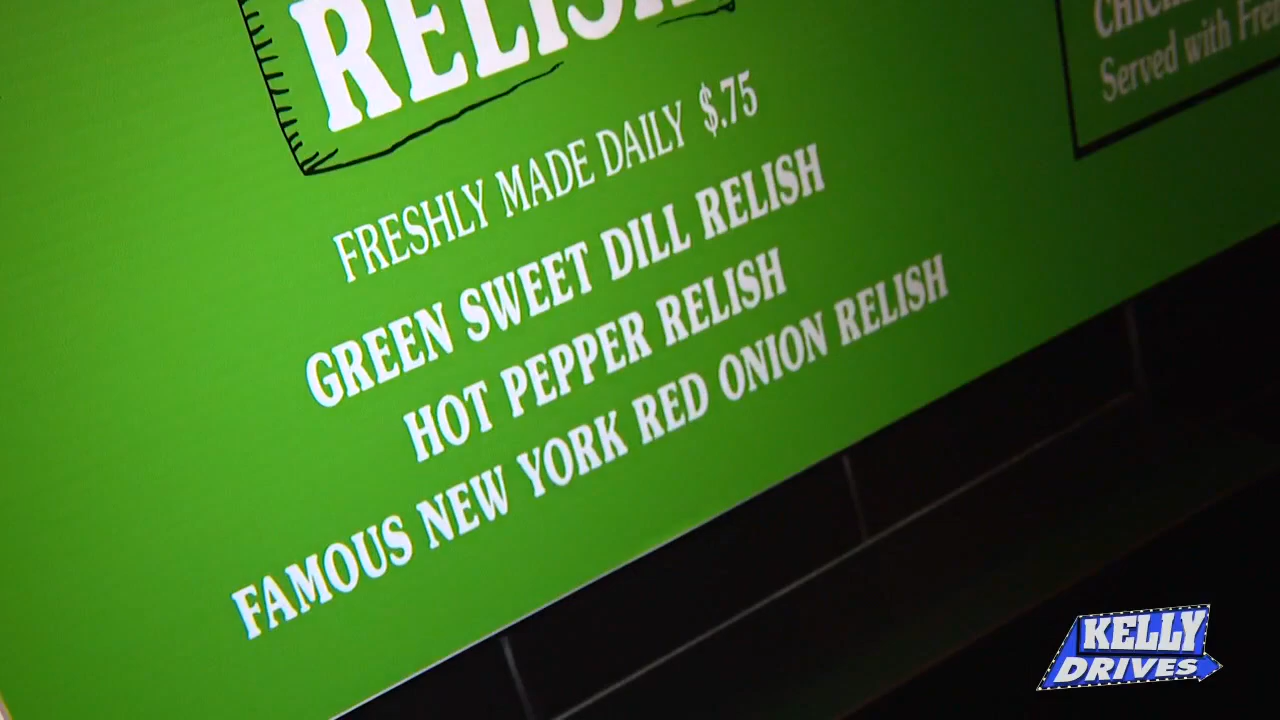 RELISH
FRESHLY MADE DAILY $.75
GREEN SWEET DILL RELISH
HOT PEPPER RELISH
FAMOUS NEW YORK RED ONION RELISH
Served with
KELLY
DRIVES